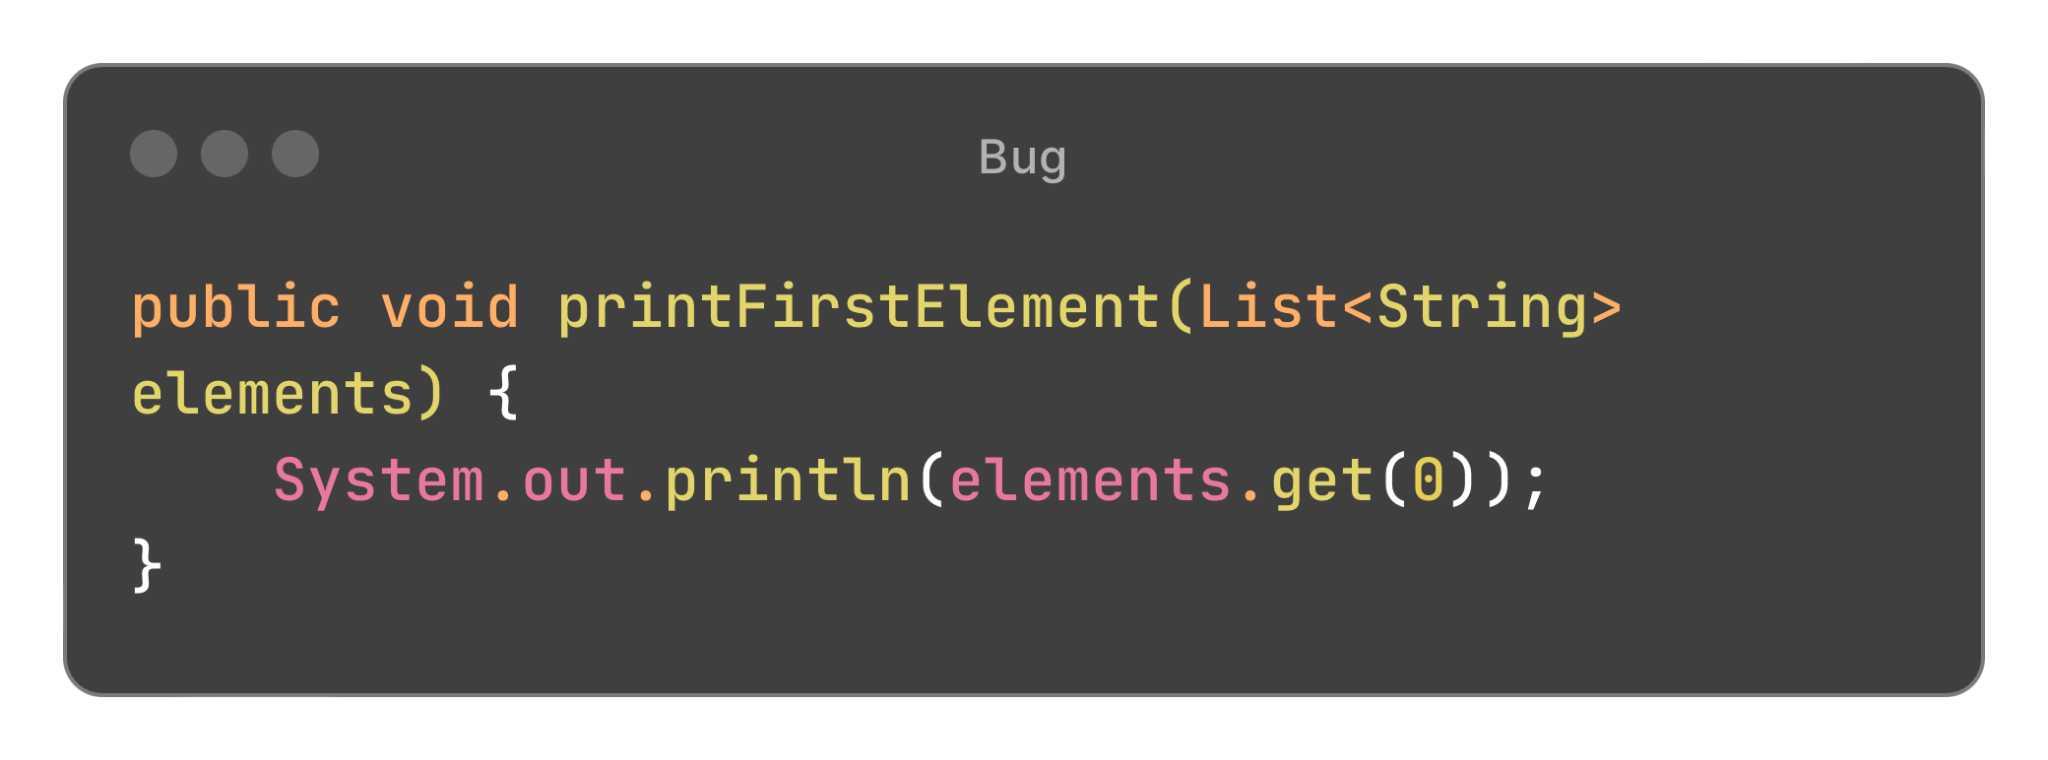 Bug
public void printFirstElement(List<String>
elements) {
    System.out.println(elements.get(0));
}